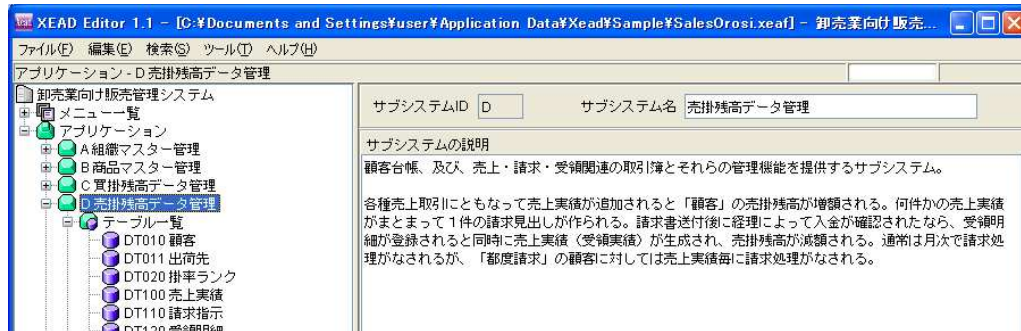 XEAD Editor 1.1 - [C:¥Documents and Settings¥user¥Application Data¥Xead¥Sample¥SalesOrosi.xeaf] - 卸売業向け販売...
ファイル(F) 編集(E) 検索(S) ツール(T) ヘルプ(H)
アプリケーション - D 売掛残高データ管理
卸売業向け販売管理システム
メニュー一覧
アプリケーション
A 組織マスター管理
B 商品マスター管理
C 買掛残高データ管理
D 売掛残高データ管理
テーブル一覧
DT010 顧客
DT011 出荷先
DT020 掛率ランク
DT100 売上実績
DT110 請求指示
DT120 受領明細
サブシステムID D サブシステム名 売掛残高データ管理
サブシステムの説明
顧客台帳、及び、売上・請求・受領関連の取引簿とそれらの管理機能を提供するサブシステム。
各種売上取引にともなって売上実績が追加されると「顧客」の売掛残高が増額される。何件かの売上実績
がまとまって１件の請求見出しが作られる。請求書送付後に経理によって入金が確認されたなら、受領明
細が登録されると同時に売上実績（受領実績）が生成され、売掛残高が減額される。通常は月次で請求処
理がなされるが、「都度請求」の顧客に対しては売上実績毎に請求処理がなされる。